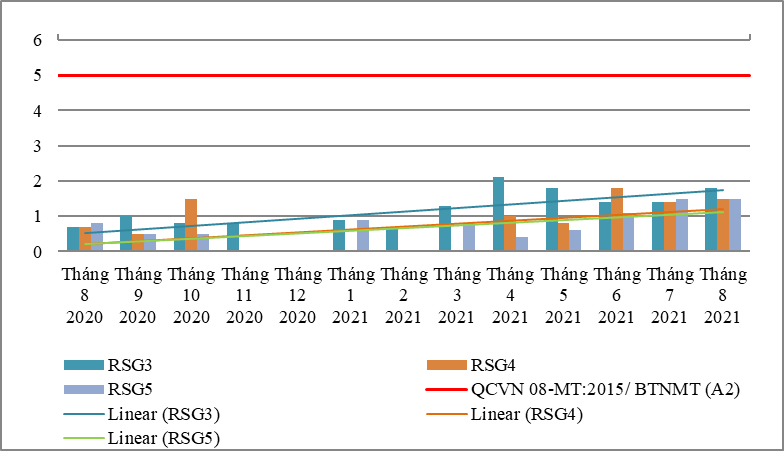 6
5
4
3
2
1
0
Tháng Tháng Tháng Tháng Tháng Tháng Tháng Tháng Tháng Tháng Tháng Tháng Tháng
8 9 10 11 12 1 2 3 4 5 6 7 8
2020 2020 2020 2020 2020 2021 2021 2021 2021 2021 2021 2021 2021
RSG3 RSG4
RSG5 QCVN 08-MT:2015/ BTNMT (A2)
Linear (RSG3) Linear (RSG4)
Linear (RSG5)